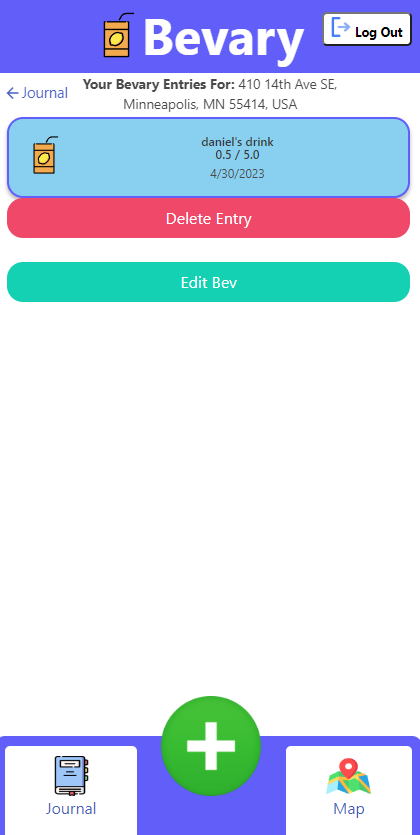 Bevary
Log Out
Journal
Your Bevary Entries For: 410 14th Ave SE,
Minneapolis, MN 55414, USA
daniel's drink
0.5 / 5.0
4/30/2023
Delete Entry
Edit Bev
Journal
Map